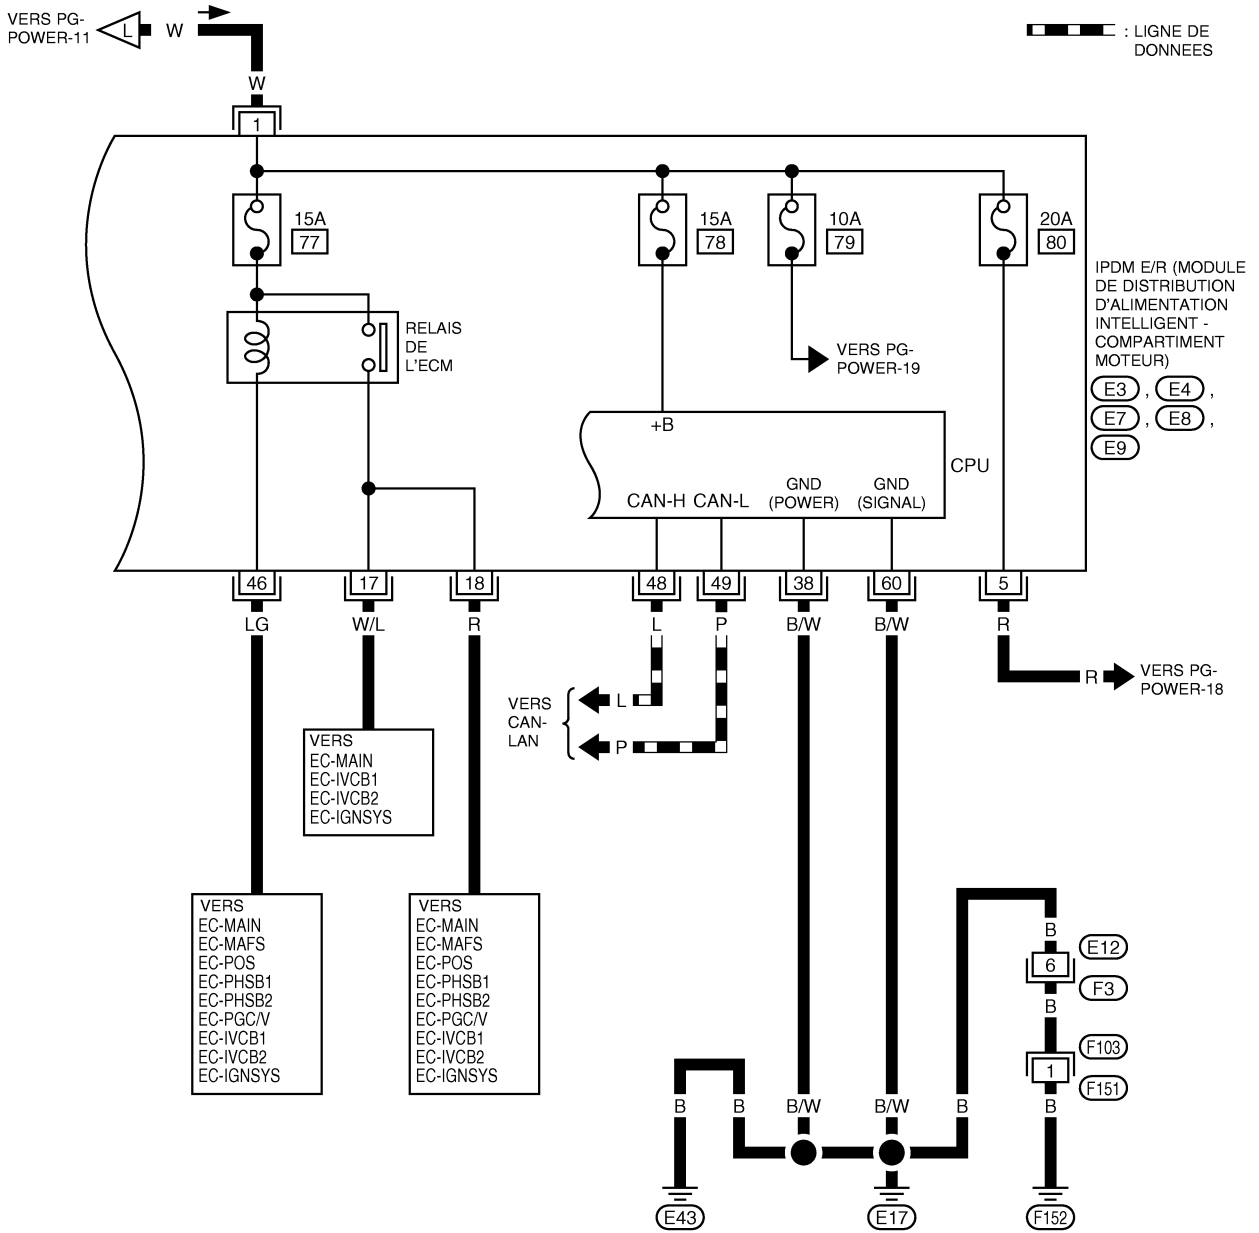 VERS PG-
POWER-11
L
W
: LIGNE DE
DONNEES
W
1
15A
77
15A
78
10A
79
20A
80
RELAIS
DE
L'ECM
VERS PG-
POWER-19
IPDM E/R (MODULE
DE DISTRIBUTION
D'ALIMENTATION
INTELLIGENT -
COMPARTIMENT
MOTEUR)
E3 , E4 ,
E7 , E8 ,
E9
+B
CPU
CAN-H CAN-L
GND
(POWER)
GND
(SIGNAL)
46 17 18 48 49 38 60 5
LG W/L R L P B/W B/W R
R
VERS PG-
POWER-18
VERS
CAN-
LAN
L
P
VERS
EC-MAIN
EC-IVCB1
EC-IVCB2
EC-IGNSYS
VERS
EC-MAIN
EC-MAFS
EC-POS
EC-PHSB1
EC-PHSB2
EC-PGC/V
EC-IVCB1
EC-IVCB2
EC-IGNSYS
VERS
EC-MAIN
EC-MAFS
EC-POS
EC-PHSB1
EC-PHSB2
EC-PGC/V
EC-IVCB1
EC-IVCB2
EC-IGNSYS
B
E12
6
F3
B
F103
1
F151
B B B/W B/W B B
E43 E17 F152